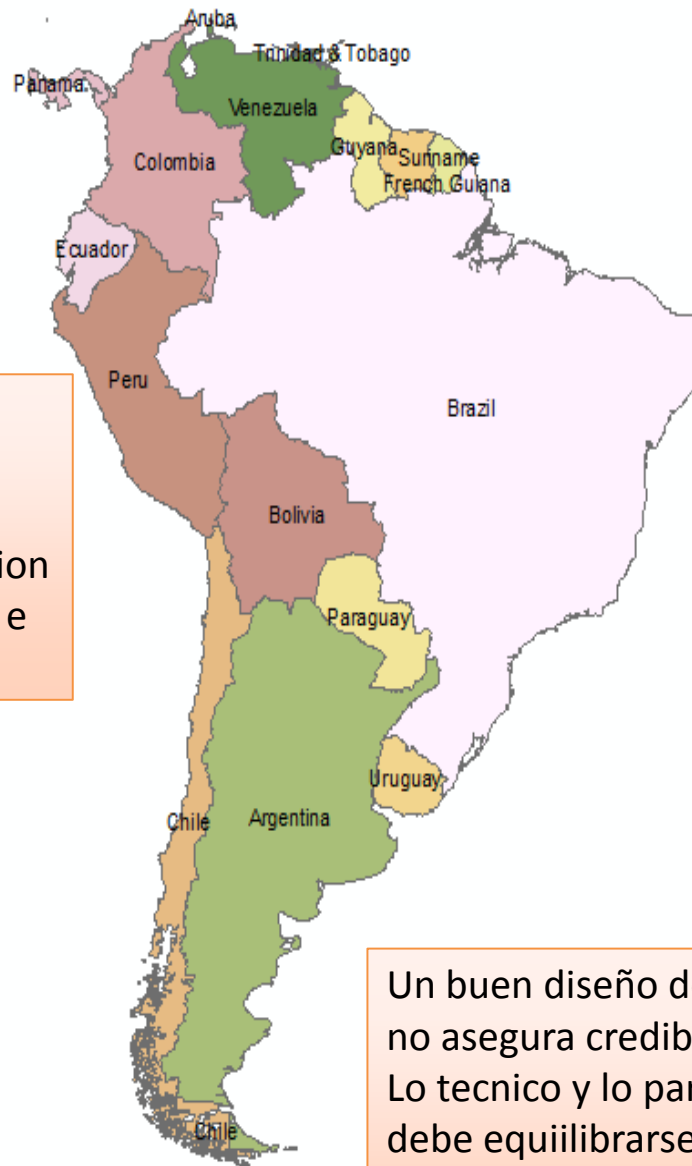 Aruba
Trinidad & Tobago
Panama
Venezuela
Guyana
Suriname
French Guiana
Colombia
Ecuador
Peru
Brazil
Bolivia
ion
e
Paraguay
Uruguay
Chile
Argentina
Un buen diseño d
no asegura credib
Lo tecnico y lo par
debe equiilibrarse
Chile